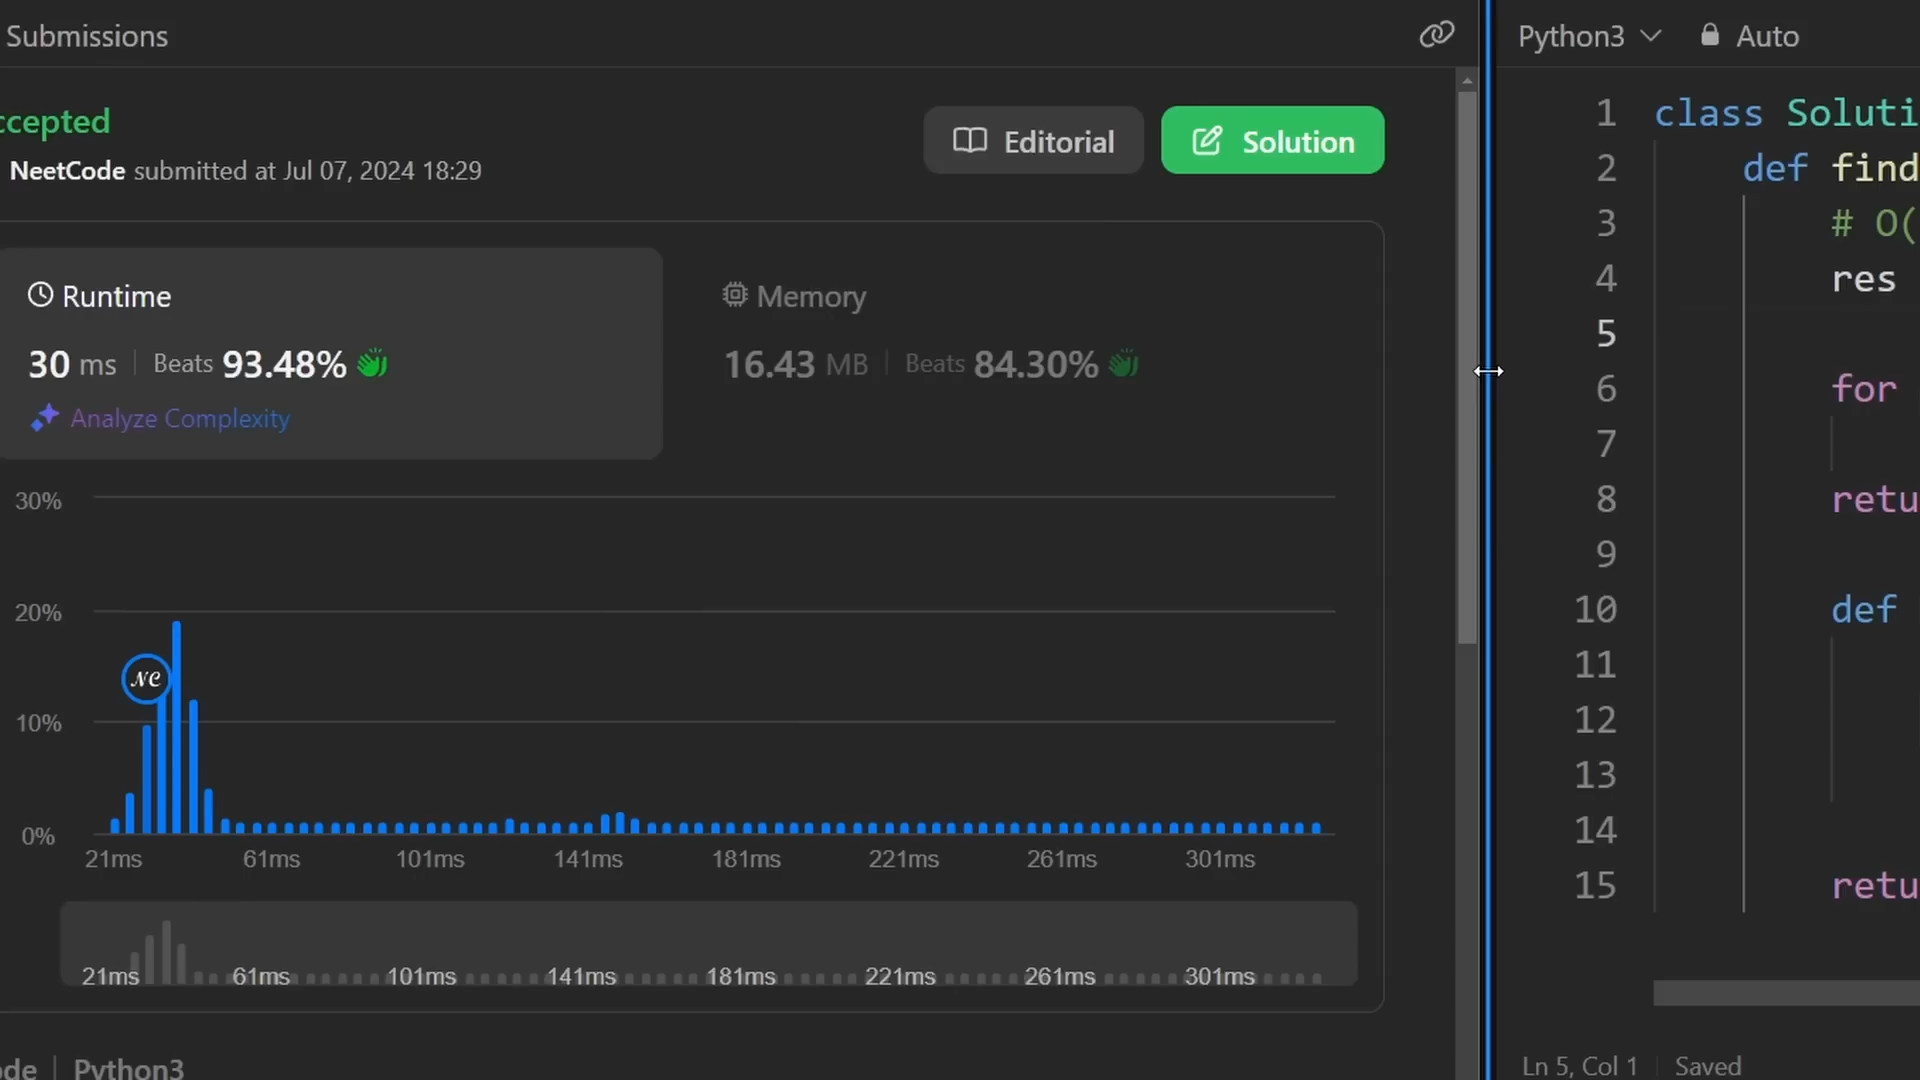 Submissions
ccepted
NeetCode submitted at Jul 07, 2024 18:29
Editorial
Solution
Runtime
30 ms | Beats 93.48%
Analyze Complexity
Memory
16.43 MB | Beats 84.30%
30%
20%
NC
10%
0%
21ms 61ms 101ms 141ms 181ms 221ms 261ms 301ms
21ms 61ms 101ms 141ms 181ms 221ms 261ms 301ms
ode | Python3
Python3 Auto
1 class Soluti
2 def find
3 # O(
4 res
5
6 for
7
8 retu
9
10 def
11
12
13
14
15 retu
Ln 5, Col 1 | Saved